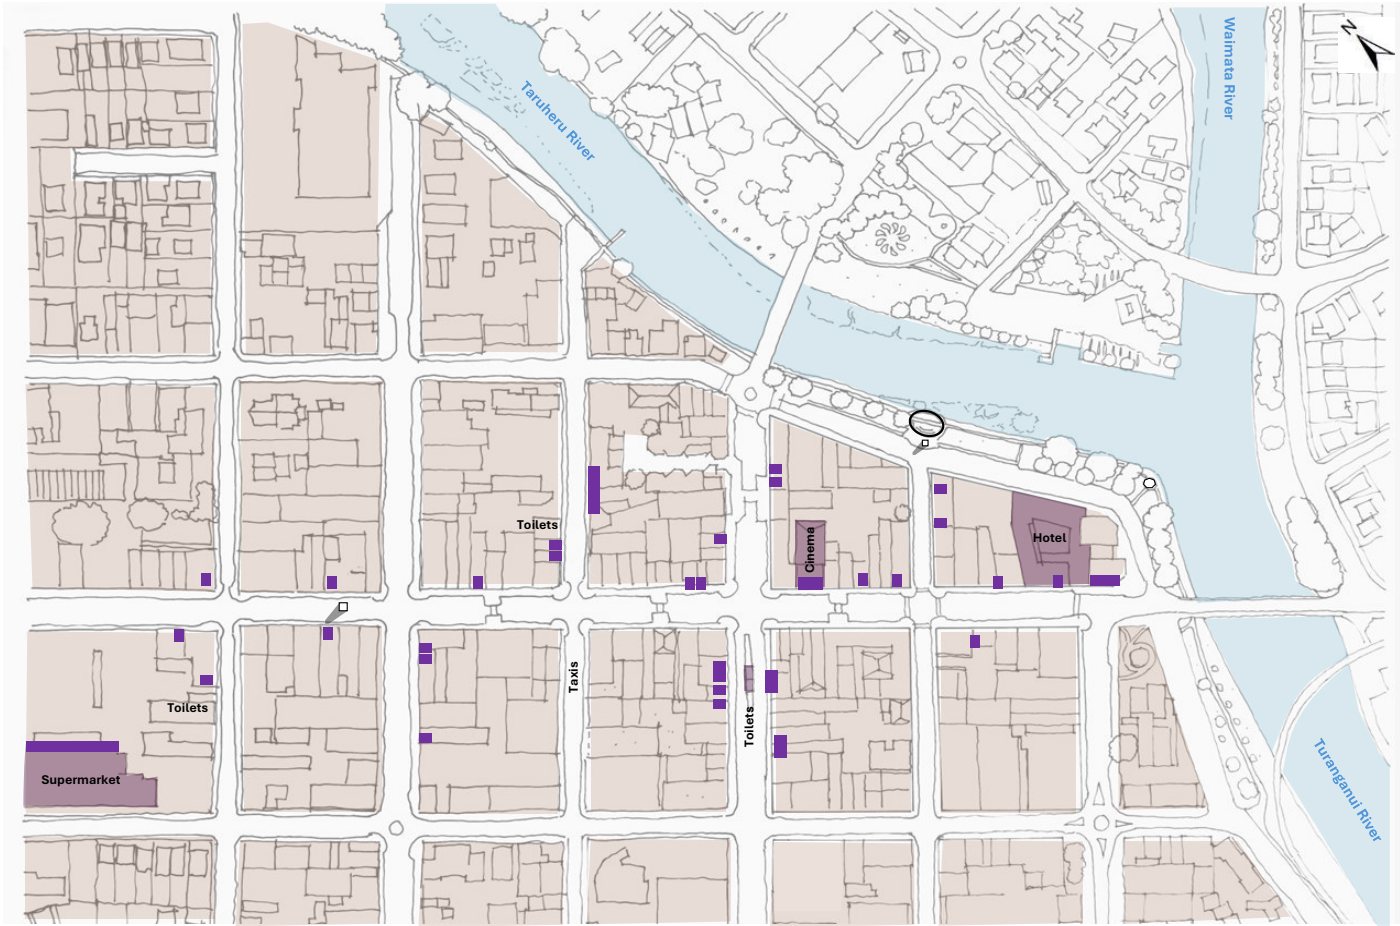 N
Waimata River
Taruheru River
Toilets
Cinema
Hotel
Taxis
Toilets
Toilets
Supermarket
Turanganui River